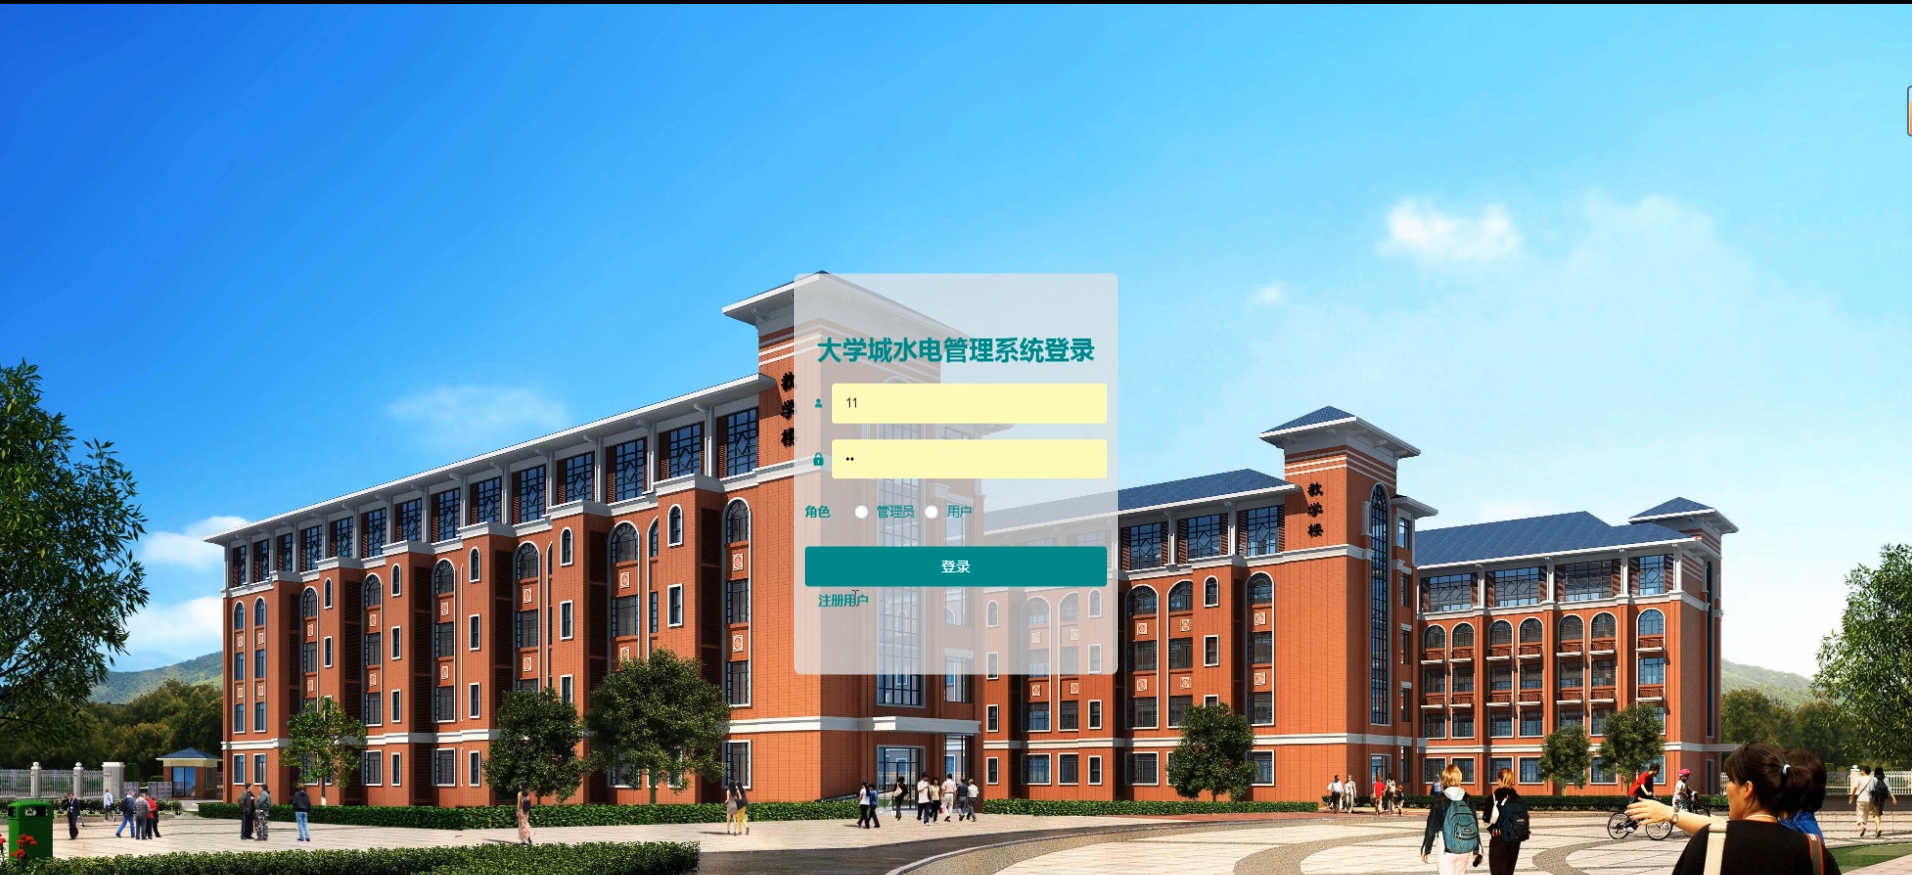 大学城水电管理系统登录
教学楼
11
••
教学楼
角色 管理员 用户
登录
注册用户